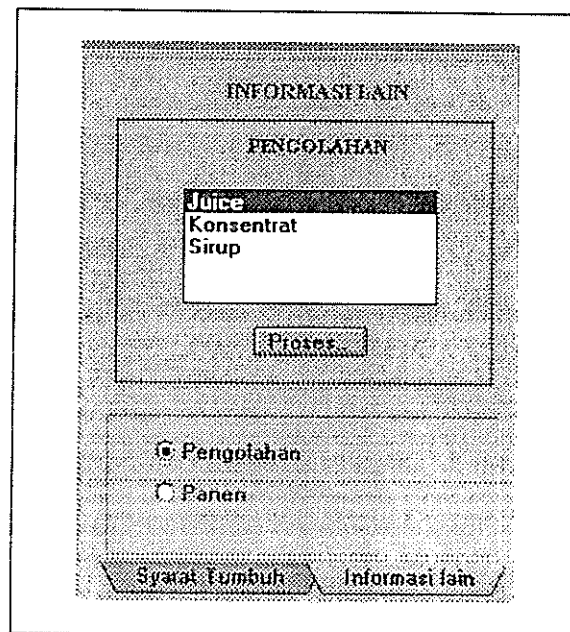 INFORMASI LAIN
PENGOLAHAN
Juice
Konsentrat
Sirup
Proses..
Pengolahan
Panen
Syarat Tumbuh Informasi lain